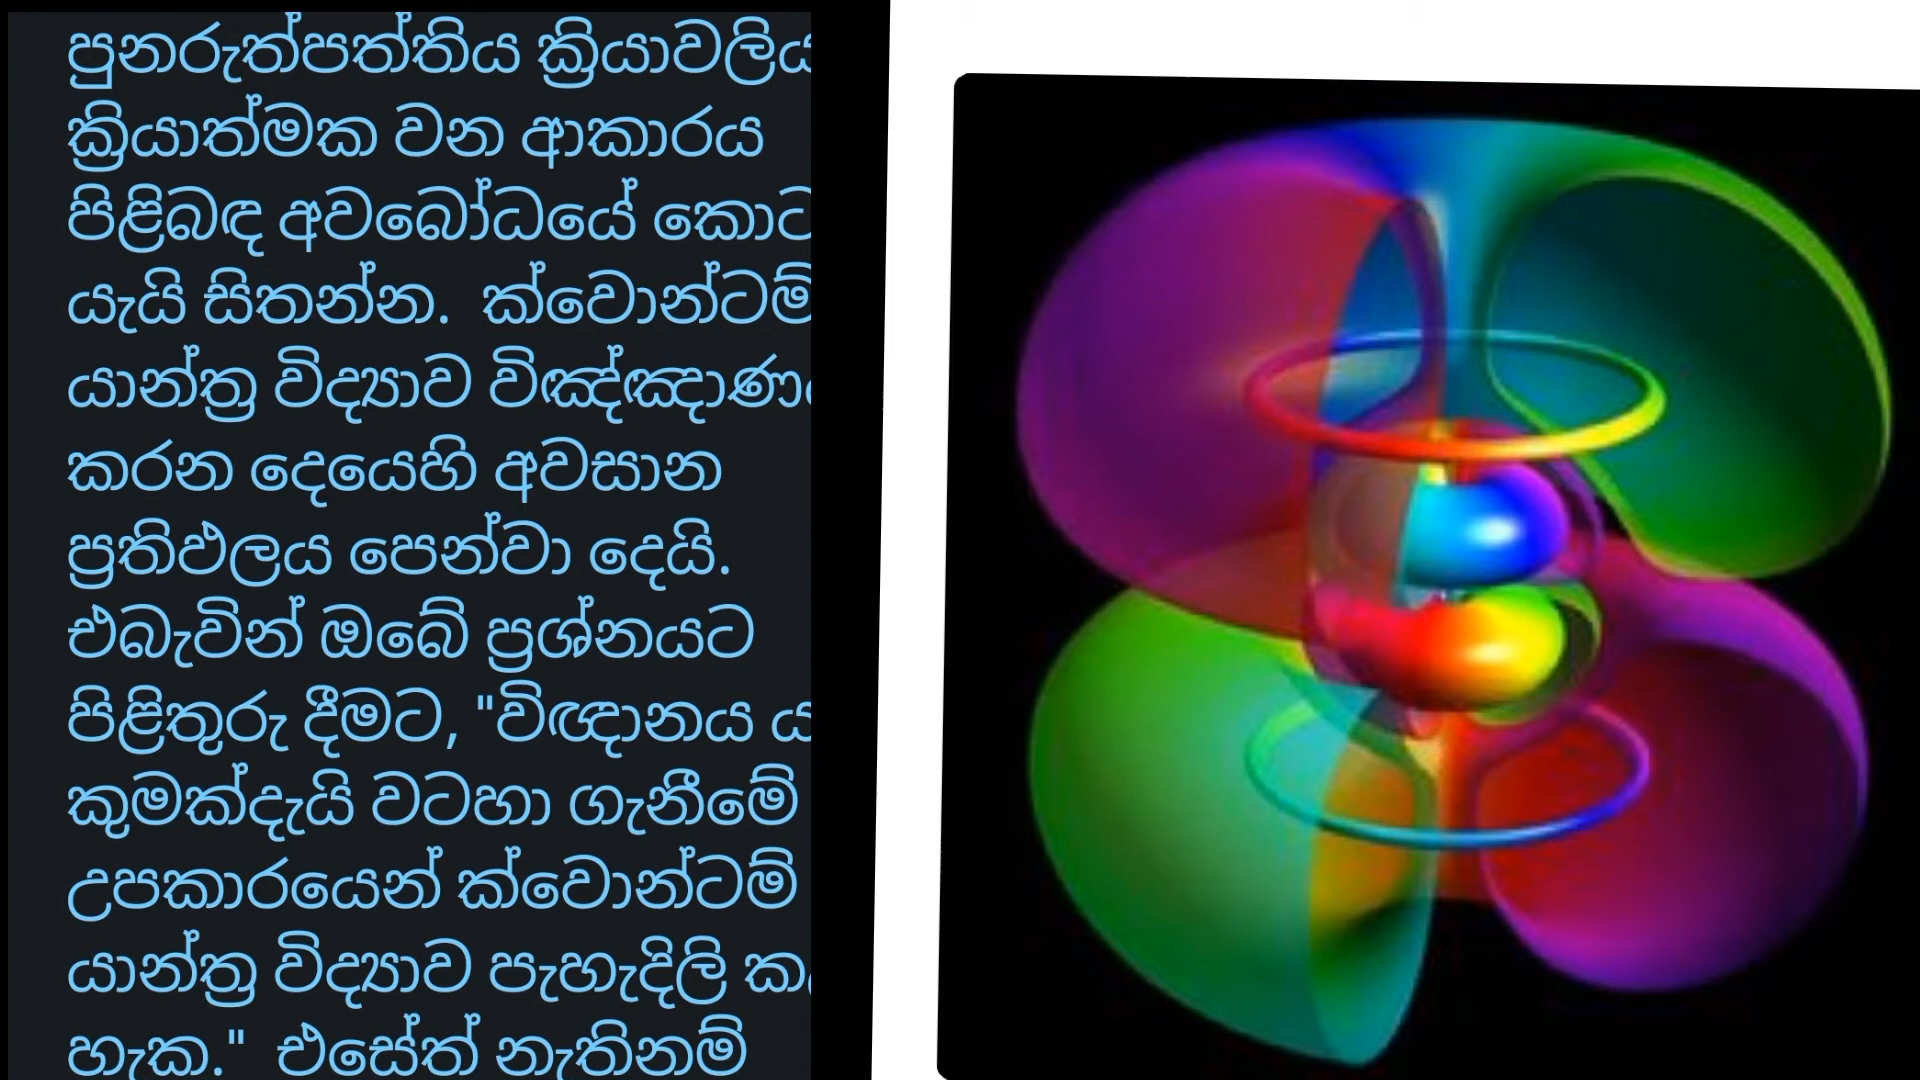 පුනරුත්පත්තිය ක්‍රියාවලිය
ක්‍රියාත්මක වන ආකාරය
පිළිබඳ අවබෝධයේ
යැයි සිතන්න. ක්වොන්ටම්
යාන්ත්‍ර විද්‍යාව
කරන දෙයෙහි අවසාන
ප්‍රතිඵලය පෙන්වා දෙයි.
එබැවින් ඔබේ ප්‍රශ්නයට
පිළිතුරු දීමට, "විඥානය
කුමක්දැයි වටහා ගැනීමේ
උපකාරයෙන් ක්වොන්ටම්
යාන්ත්‍ර විද්‍යාව පැහැදිලි
හැක." එසේත් නැතිනම්